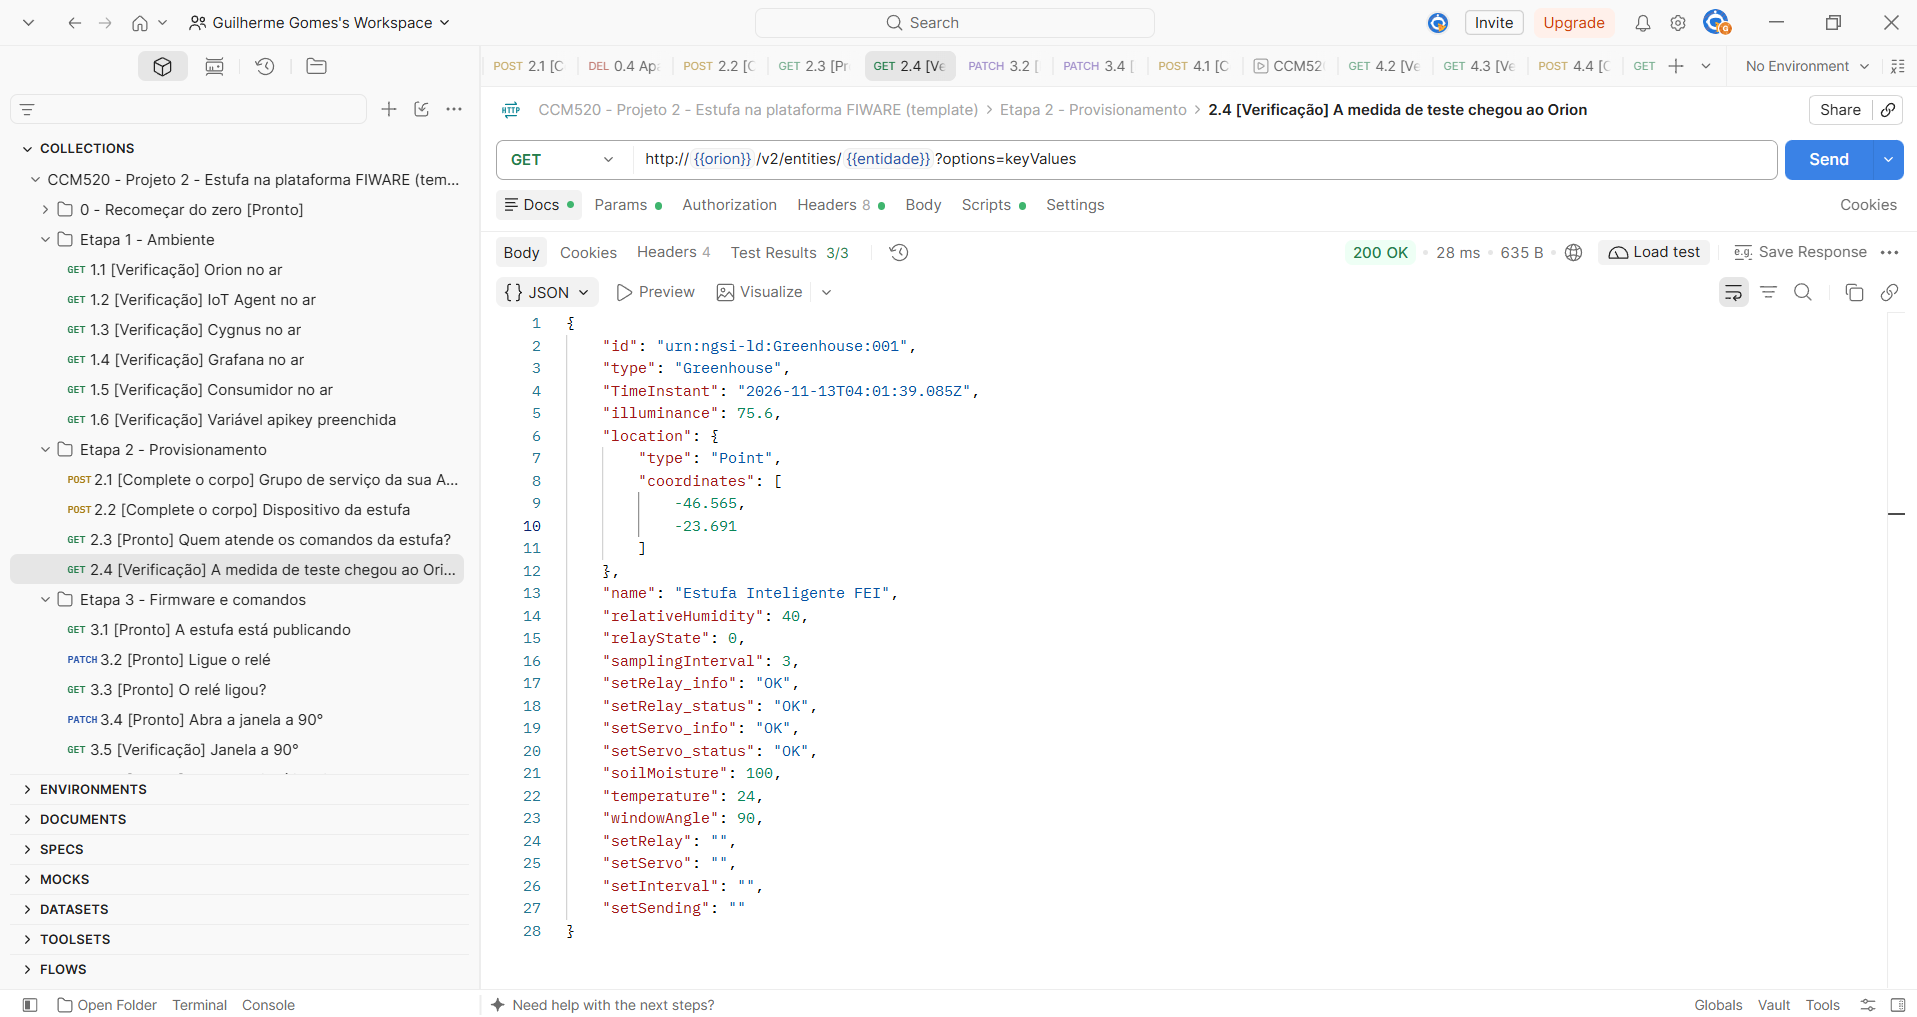 Guilherme Gomes's Workspace
Search
Invite
Upgrade
POST 2.1 [C
DEL 0.4 Apa
POST 2.2 [C
GET 2.3 [Pr
GET 2.4 [Ve
PATCH 3.2 [
PATCH 3.4 [
POST 4.1 [C
CCM52
GET 4.2 [Ve
GET 4.3 [Ve
POST 4.4 [C
GET
No Environment
CCM520 - Projeto 2 - Estufa na plataforma FIWARE (template) > Etapa 2 - Provisionamento > 2.4 [Verificação] A medida de teste chegou ao Orion
Share
GET
http:// {{orion}} /v2/entities/ {{entidade}} ?options=keyValues
Send
Docs
Params
Authorization
Headers 8
Body
Scripts
Settings
Cookies
Body
Cookies
Headers 4
Test Results 3/3
200 OK
28 ms
635 B
Load test
e.g. Save Response
{} JSON
Preview
Visualize
COLLECTIONS
CCM520 - Projeto 2 - Estufa na plataforma FIWARE (tem...
0 - Recomeçar do zero [Pronto]
Etapa 1 - Ambiente
GET 1.1 [Verificação] Orion no ar
GET 1.2 [Verificação] IoT Agent no ar
GET 1.3 [Verificação] Cygnus no ar
GET 1.4 [Verificação] Grafana no ar
GET 1.5 [Verificação] Consumidor no ar
GET 1.6 [Verificação] Variável apikey preenchida
Etapa 2 - Provisionamento
POST 2.1 [Complete o corpo] Grupo de serviço da sua A...
POST 2.2 [Complete o corpo] Dispositivo da estufa
GET 2.3 [Pronto] Quem atende os comandos da estufa?
GET 2.4 [Verificação] A medida de teste chegou ao Ori...
Etapa 3 - Firmware e comandos
GET 3.1 [Pronto] A estufa está publicando
PATCH 3.2 [Pronto] Ligue o relé
GET 3.3 [Pronto] O relé ligou?
PATCH 3.4 [Pronto] Abra a janela a 90°
GET 3.5 [Verificação] Janela a 90°
ENVIRONMENTS
DOCUMENTS
SPECS
MOCKS
DATASETS
TOOLSETS
FLOWS
1 {
2 "id": "urn:ngsi-ld:Greenhouse:001",
3 "type": "Greenhouse",
4 "TimeInstant": "2026-11-13T04:01:39.085Z",
5 "illuminance": 75.6,
6 "location": {
7 "type": "Point",
8 "coordinates": [
9 -46.565,
10 -23.691
11 ]
12 },
13 "name": "Estufa Inteligente FEI",
14 "relativeHumidity": 40,
15 "relayState": 0,
16 "samplingInterval": 3,
17 "setRelay_info": "OK",
18 "setRelay_status": "OK",
19 "setServo_info": "OK",
20 "setServo_status": "OK",
21 "soilMoisture": 100,
22 "temperature": 24,
23 "windowAngle": 90,
24 "setRelay": "",
25 "setServo": "",
26 "setInterval": "",
27 "setSending": ""
28 }
Open Folder
Terminal
Console
Need help with the next steps?
Globals
Vault
Tools